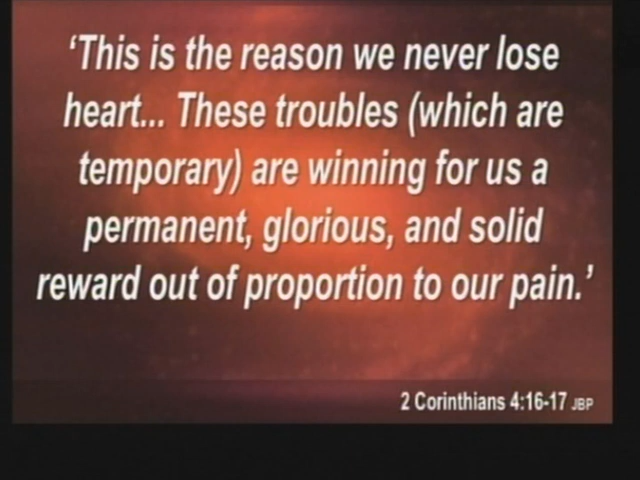 ‘This is the reason we never lose
heart... These troubles (which are
temporary) are winning for us a
permanent, glorious, and solid
reward out of proportion to our pain.’
2 Corinthians 4:16-17 JBP